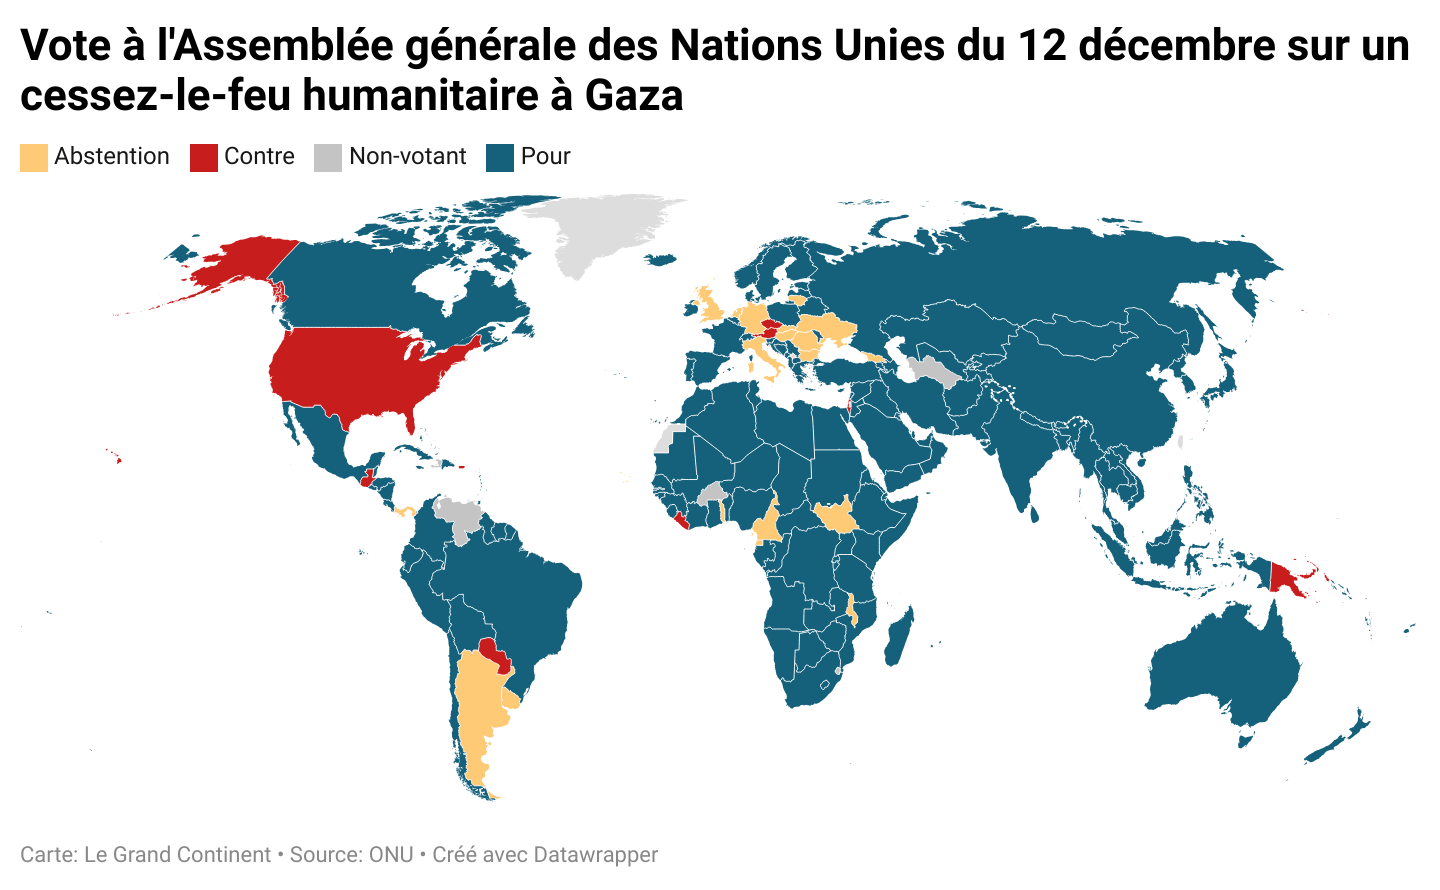 Vote à l'Assemblée générale des Nations Unies du 12 décembre sur un
cessez-le-feu humanitaire à Gaza
Abstention Contre Non-votant Pour
Carte: Le Grand Continent • Source: ONU • Créé avec Datawrapper